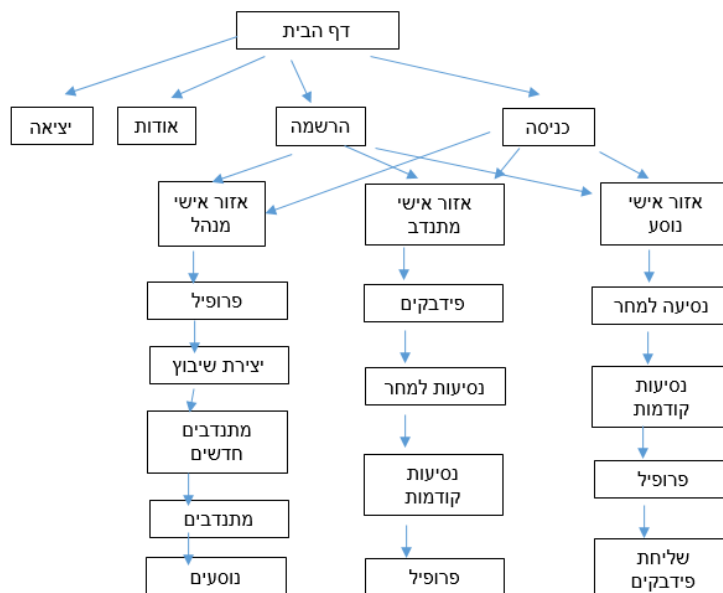 דף הבית
כניסה
הרשמה
אודות
יציאה
אזור אישי
נוסע
אזור אישי
מתנדב
אזור אישי
מנהל
נסיעה למחר
פידבקים
פרופיל
נסיעות
קודמות
נסיעות למחר
יצירת שיבוץ
פרופיל
נסיעות
קודמות
מתנדבים
חדשים
שליחת
פידבקים
פרופיל
מתנדבים
נוסעים